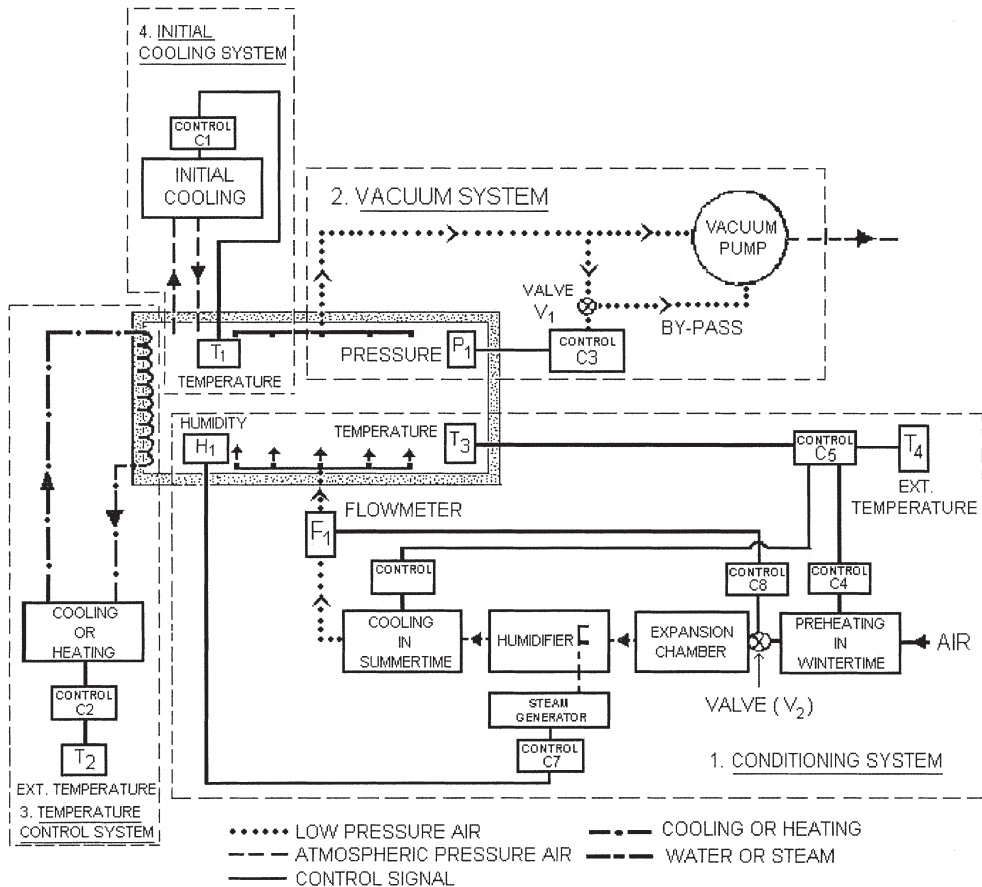 4. INITIAL
COOLING SYSTEM
CONTROL
C1
INITIAL
COOLING
2. VACUUM SYSTEM
VACUUM
PUMP
VALVE
V1
BY-PASS
CONTROL
C3
PRESSURE
P1
T1
TEMPERATURE
HUMIDITY
H1
TEMPERATURE
T3
CONTROL
C5
T4
EXT.
TEMPERATURE
FLOWMETER
F1
CONTROL
CONTROL
C8
CONTROL
C4
COOLING
OR
HEATING
COOLING
IN
SUMMERTIME
HUMIDIFIER
EXPANSION
CHAMBER
PREHEATING
IN
WINTERTIME
AIR
CONTROL
C2
STEAM
GENERATOR
VALVE (V2)
T2
CONTROL
C7
1. CONDITIONING SYSTEM
EXT. TEMPERATURE
3. TEMPERATURE
CONTROL SYSTEM
LOW PRESSURE AIR
COOLING OR HEATING
ATMOSPHERIC PRESSURE AIR
WATER OR STEAM
CONTROL SIGNAL